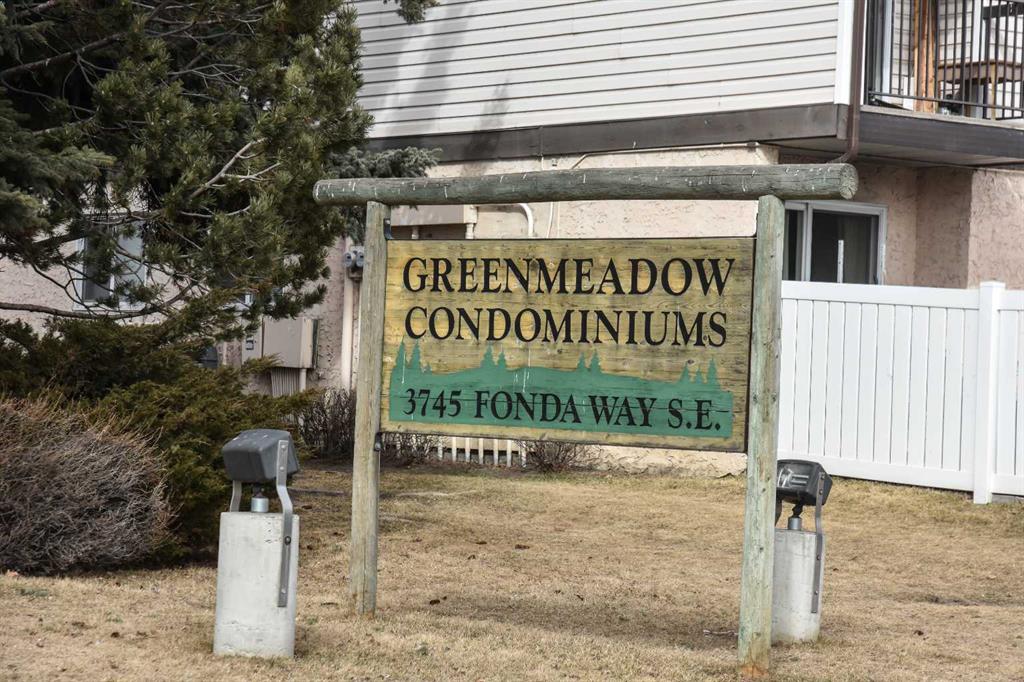 GREENMEADOW
CONDOMINIUMS
3745 FONDA WAY S.E.